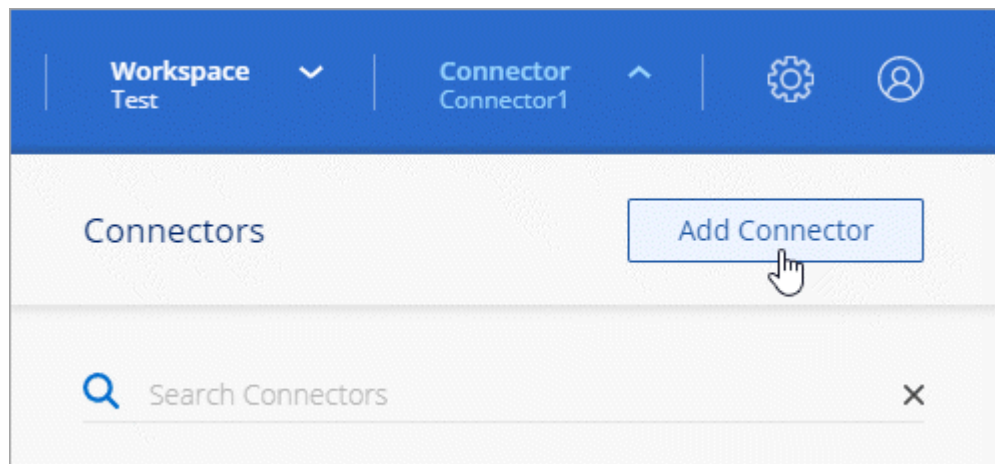 Workspace
Test
Connector
Connector1
Connectors
Add Connector
Search Connectors